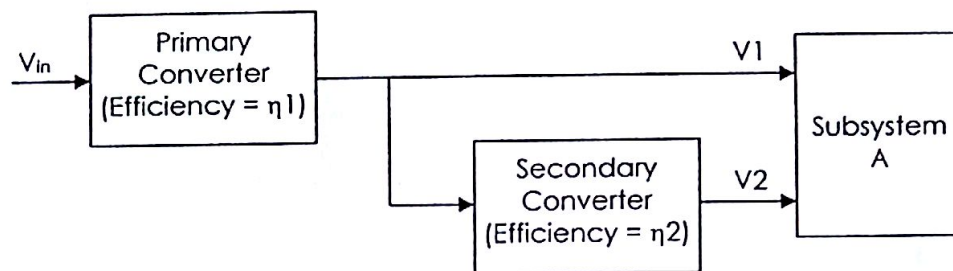 Vin
Primary
Converter
(Efficiency = η1)
V1
Subsystem
A
Secondary
Converter
(Efficiency = η2)
V2